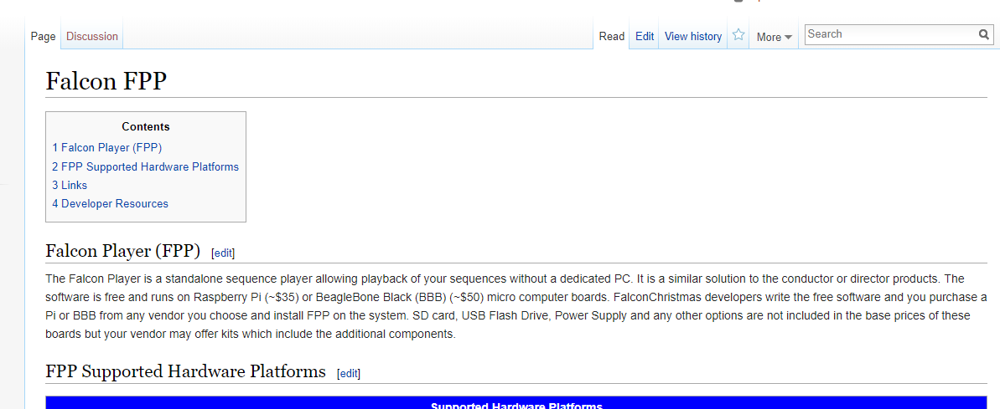 Page Discussion Read Edit View history More Search
Falcon FPP
Contents
1 Falcon Player (FPP)
2 FPP Supported Hardware Platforms
3 Links
4 Developer Resources
Falcon Player (FPP) [edit]
The Falcon Player is a standalone sequence player allowing playback of your sequences without a dedicated PC. It is a similar solution to the conductor or director products. The
software is free and runs on Raspberry Pi (~$35) or BeagleBone Black (BBB) (~$50) micro computer boards. FalconChristmas developers write the free software and you purchase a
Pi or BBB from any vendor you choose and install FPP on the system. SD card, USB Flash Drive, Power Supply and any other options are not included in the base prices of these
boards but your vendor may offer kits which include the additional components.
FPP Supported Hardware Platforms [edit]
Supported Hardware Platforms